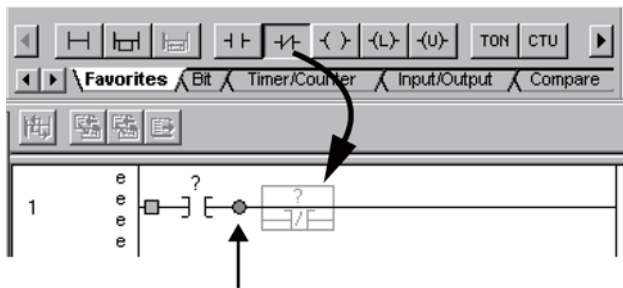 (L) (U) TON CTU
Favorites Bit Timer/Counter Input/Output Compare
e
? ?
1 e
e
e